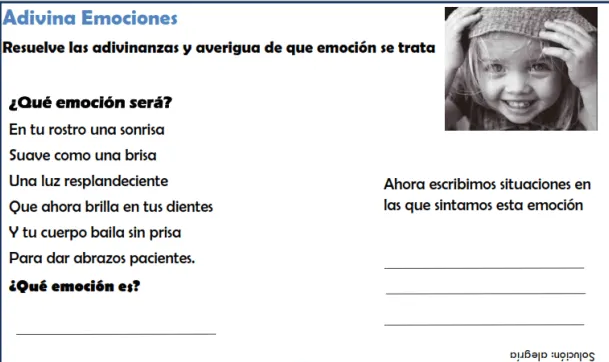 Adivina Emociones
Resuelve las adivinanzas y averigua de que emoción se trata
¿Qué emoción será?
En tu rostro una sonrisa
Suave como una brisa
Una luz resplandeciente
Que ahora brilla en tus dientes
Y tu cuerpo baila sin prisa
Para dar abrazos pacientes.
¿Qué emoción es?
Ahora escribimos situaciones en
las que sintamos esta emoción
Solución: alegría